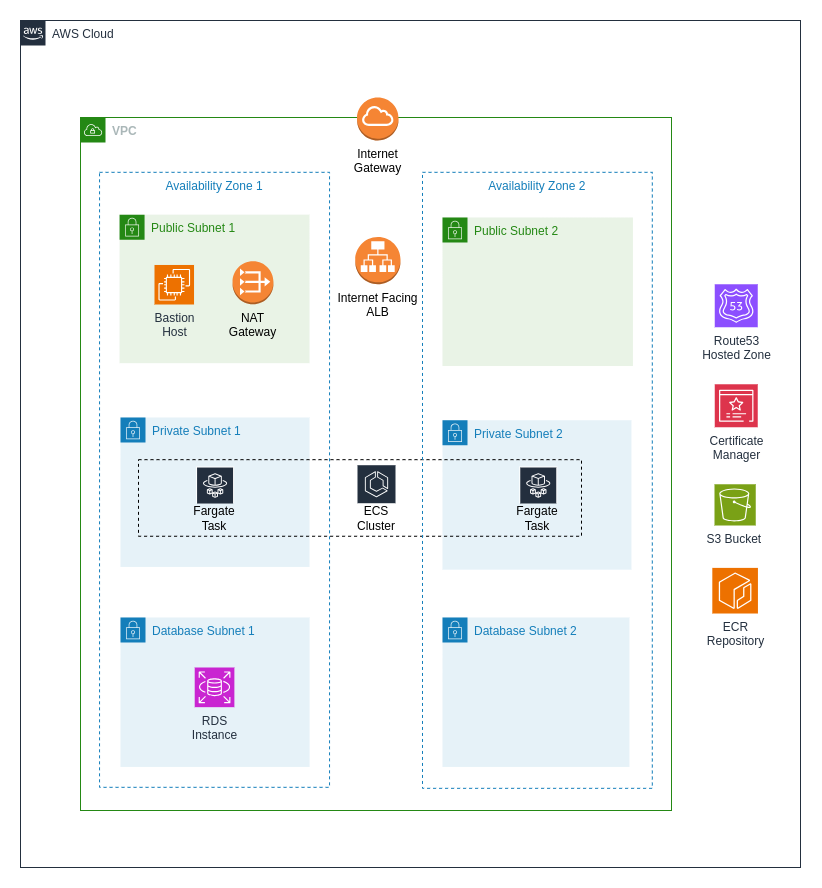 aws
AWS Cloud
VPC
Internet
Gateway
Availability Zone 1
Availability Zone 2
Public Subnet 1
Public Subnet 2
Bastion
Host
NAT
Gateway
Internet Facing
ALB
53
Route53
Hosted Zone
Certificate
Manager
Private Subnet 1
Private Subnet 2
Fargate
Task
ECS
Cluster
Fargate
Task
S3 Bucket
ECR
Repository
Database Subnet 1
Database Subnet 2
RDS
Instance